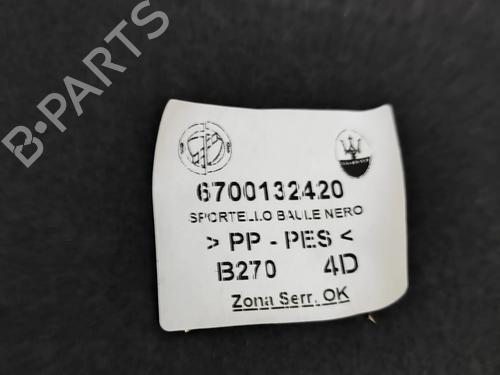 B-PARTS
6700132420
SPORTELLO BAULE NERO
> PP - PES <
B270 4D
Zona Serr. OK